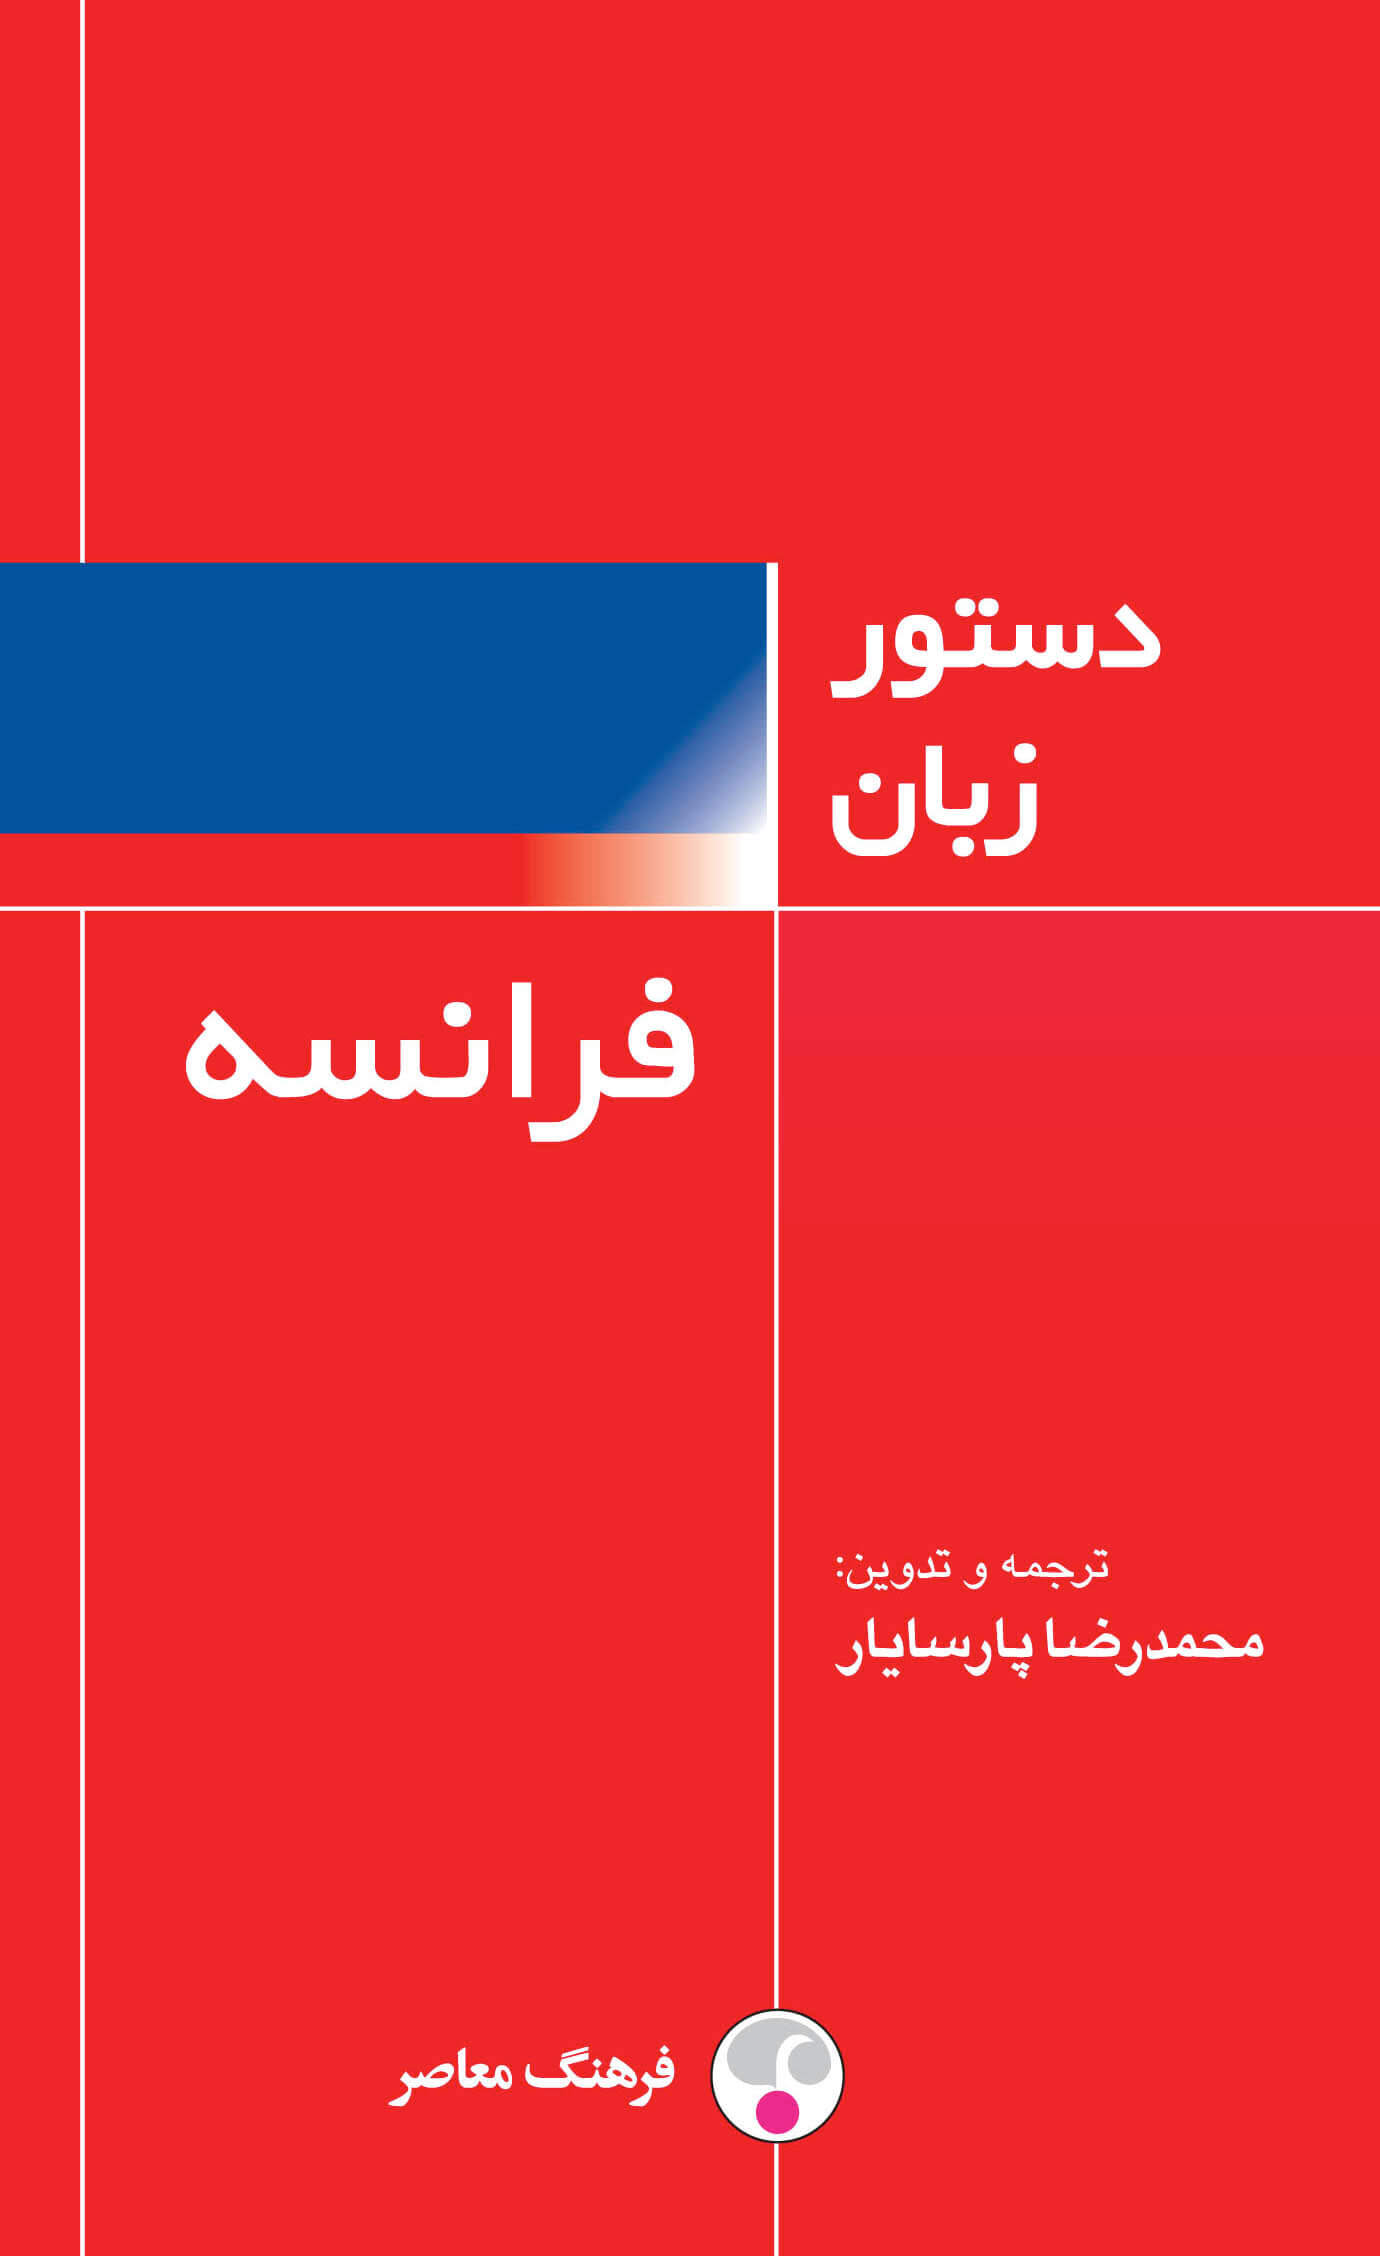 دستور
زبان
فرانسه
ترجمه و تدوین:
محمدرضا پارسایار
فرهنگ معاصر